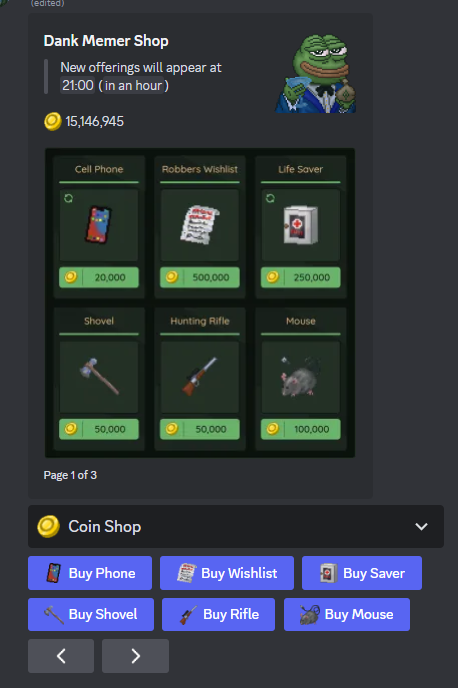 (edited)
Dank Memer Shop
New offerings will appear at
21:00 (in an hour)
15,146,945
Cell Phone
Robbers Wishlist
Life Saver
20,000
500,000
250,000
Shovel
Hunting Rifle
Mouse
50,000
50,000
100,000
Page 1 of 3
Coin Shop
Buy Phone
Buy Wishlist
Buy Saver
Buy Shovel
Buy Rifle
Buy Mouse